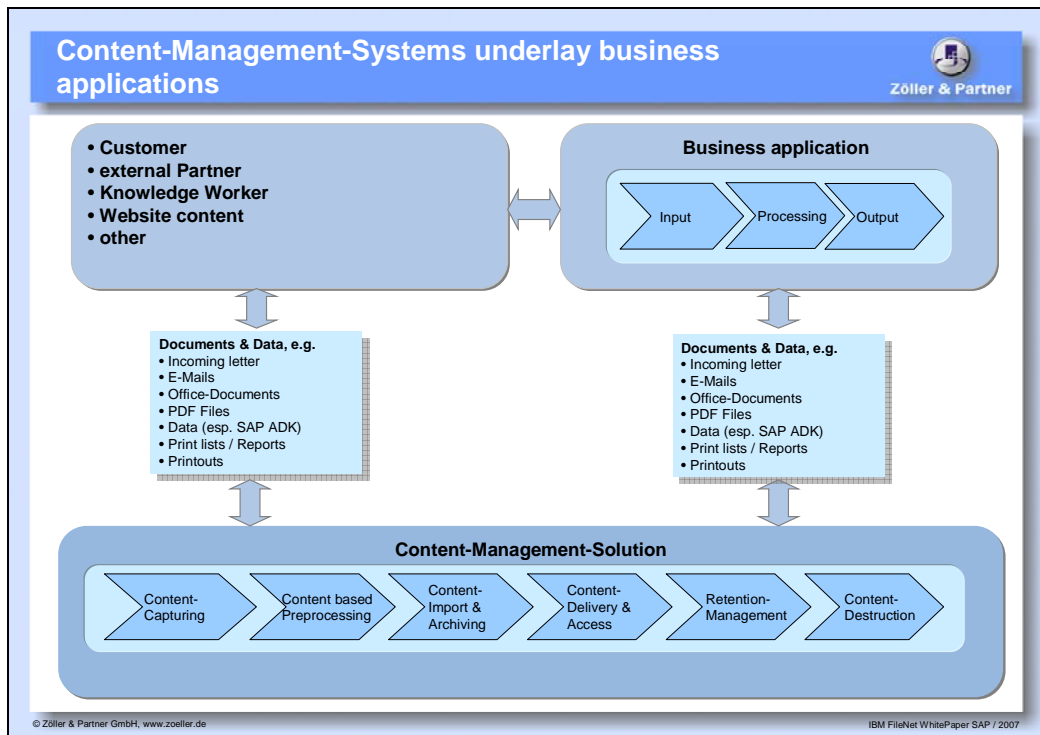 Content-Management-Systems underlay business
applications
Zöller & Partner
• Customer
• external Partner
• Knowledge Worker
• Website content
• other
Business application
Input
Processing
Output
Documents & Data, e.g.
• Incoming letter
• E-Mails
• Office-Documents
• PDF Files
• Data (esp. SAP ADK)
• Print lists / Reports
• Printouts
Documents & Data, e.g.
• Incoming letter
• E-Mails
• Office-Documents
• PDF Files
• Data (esp. SAP ADK)
• Print lists / Reports
• Printouts
Content-Management-Solution
Content-
Capturing
Content based
Preprocessing
Content-
Import &
Archiving
Content-
Delivery &
Access
Retention-
Management
Content-
Destruction
© Zöller & Partner GmbH, www.zoeller.de
IBM FileNet WhitePaper SAP / 2007